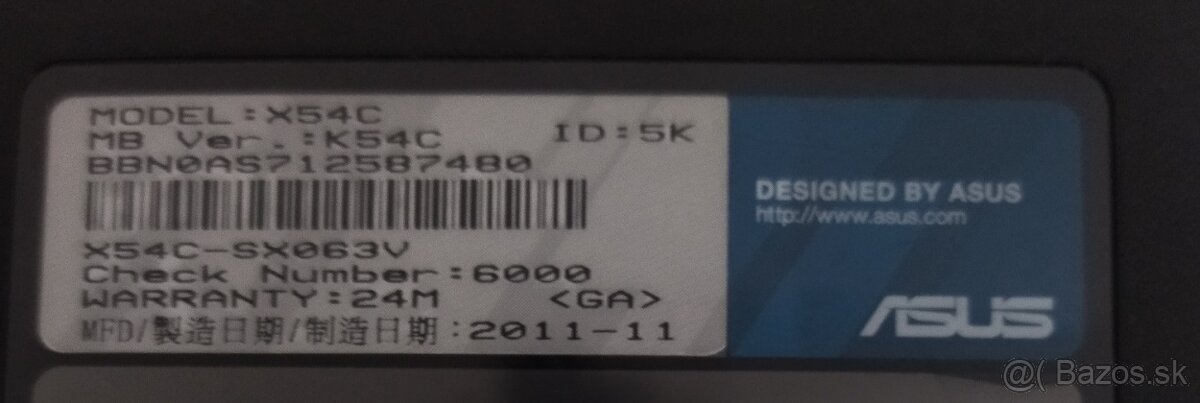 MODEL:X54C
MB Ver.:K54C ID:5K
BBN0AS712587480
X54C-SX063V
Check Number:6000
WARRANTY:24M <GA>
MFD/製造日期/制造日期:2011-11
DESIGNED BY ASUS
http://www.asus.com
ASUS
@( Bazos.sk